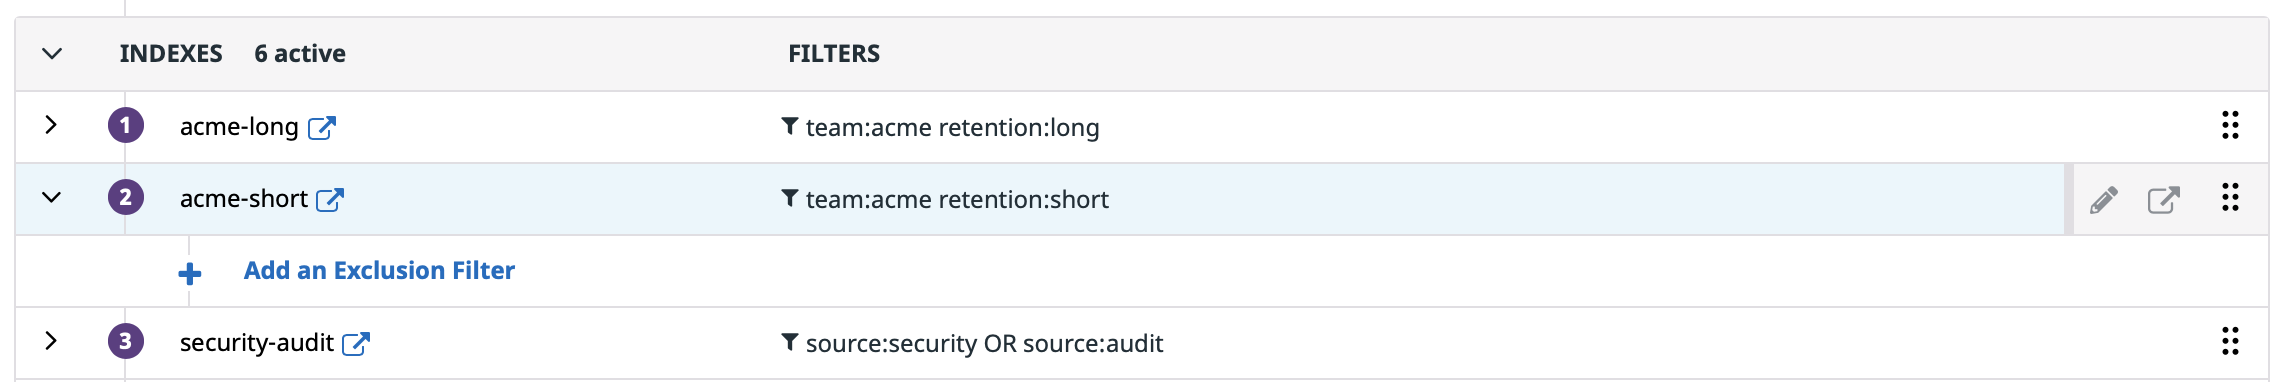 INDEXES 6 active FILTERS
1 acme-long team:acme retention:long
2 acme-short team:acme retention:short
Add an Exclusion Filter
3 security-audit source:security OR source:audit